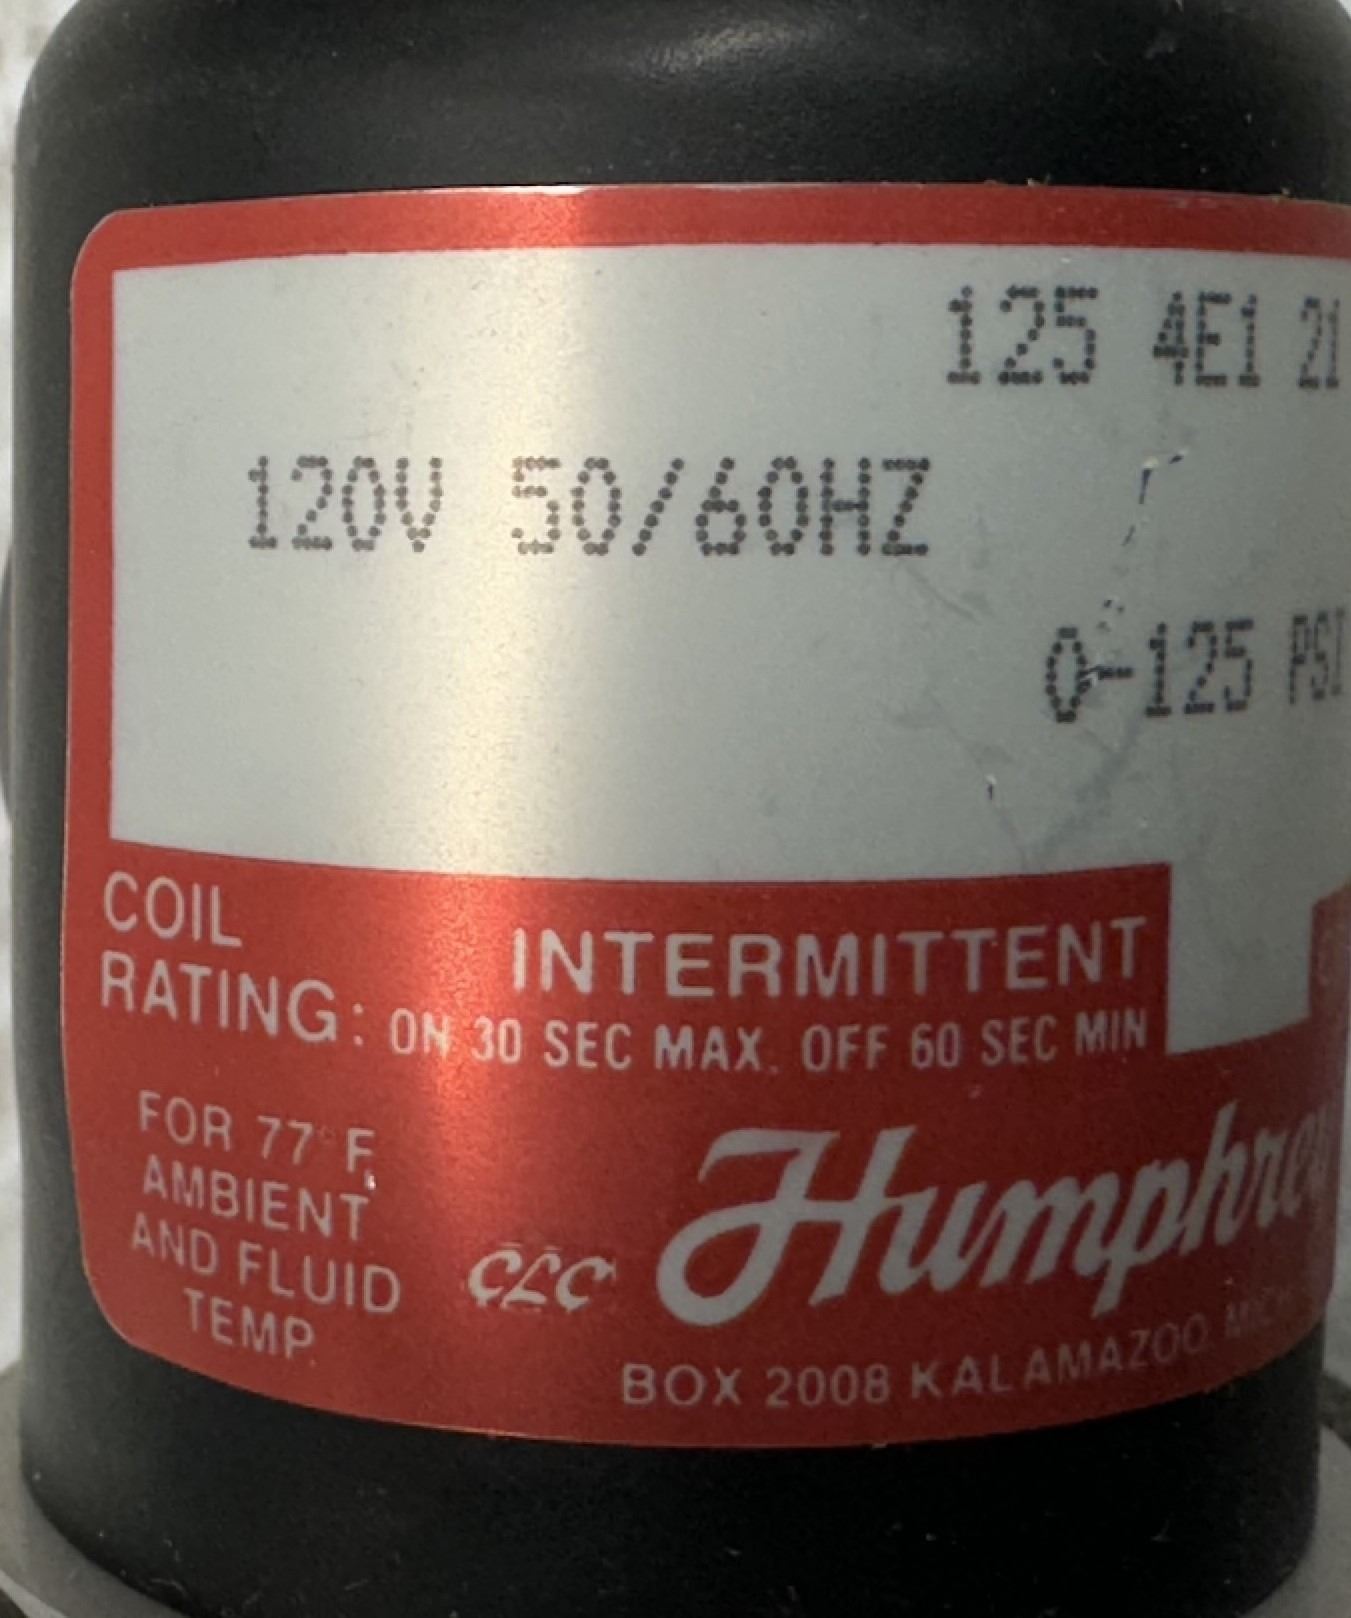 125 4E1 21
120V 50/60HZ
0-125 PSI
COIL
RATING:
INTERMITTENT
ON 30 SEC MAX. OFF 60 SEC MIN
FOR 77°F
AMBIENT
AND FLUID
TEMP.
CLC
Humphrey
BOX 2008 KALAMAZOO